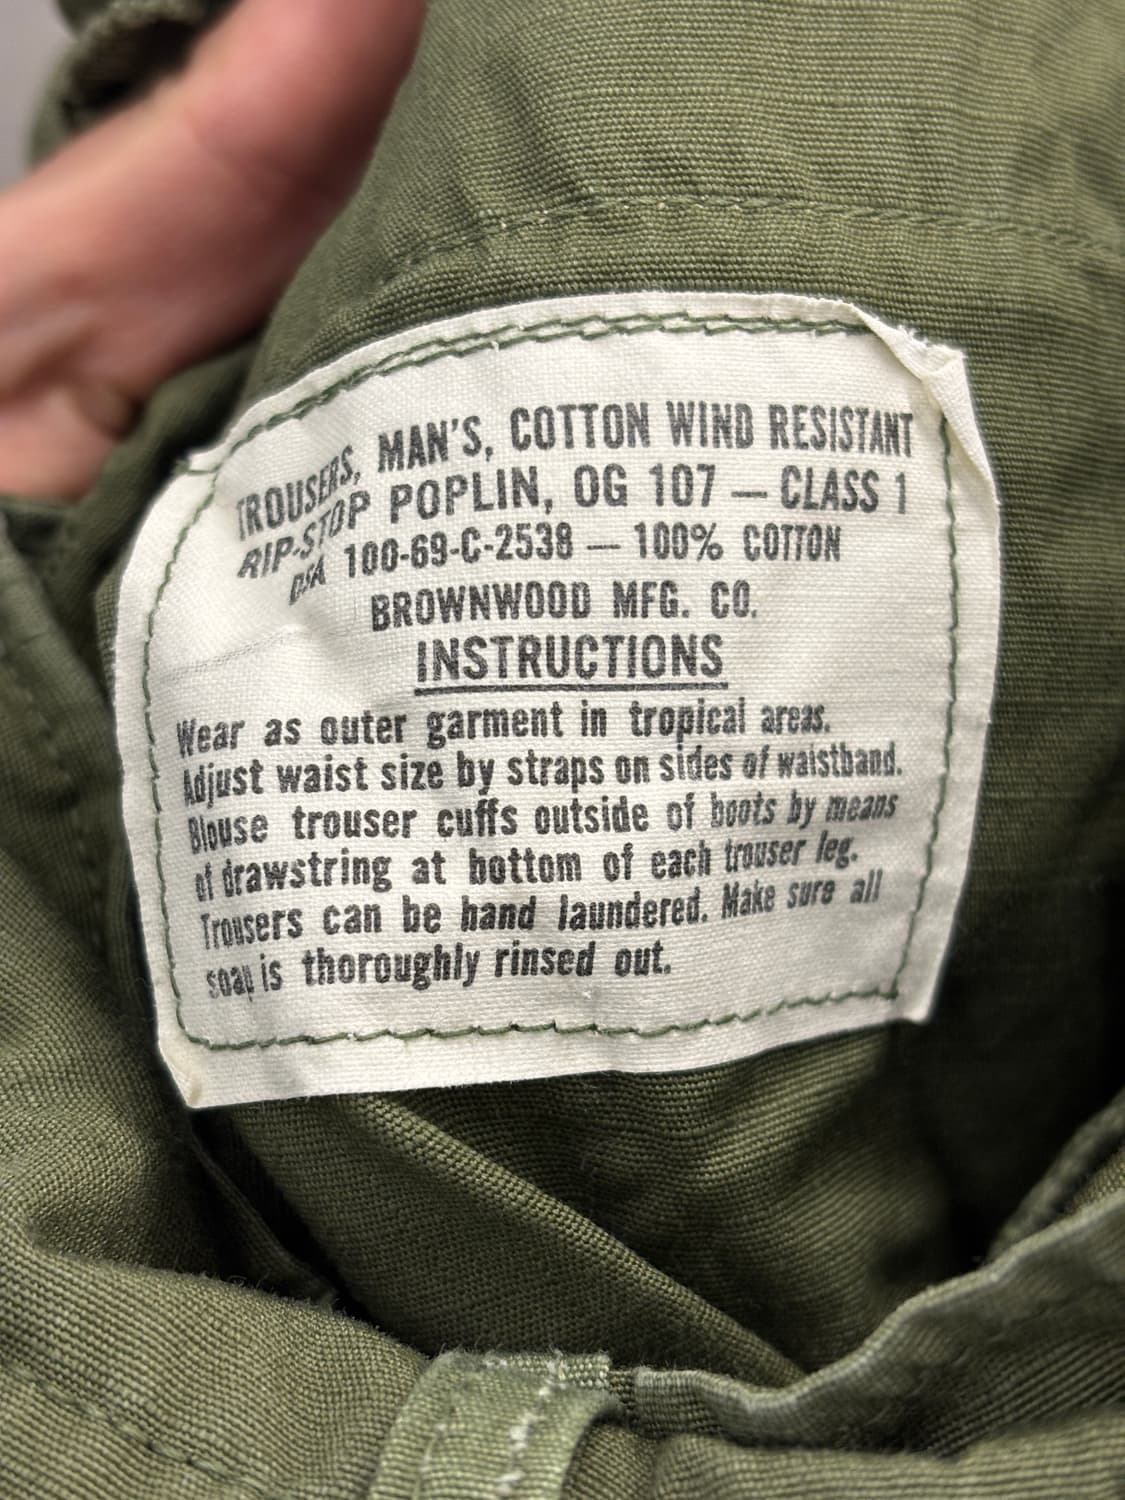 TROUSERS, MAN'S, COTTON WIND RESISTANT
RIP-STOP POPLIN, OG 107 — CLASS 1
DSA 100-69-C-2538 — 100% COTTON
BROWNWOOD MFG. CO.
INSTRUCTIONS
Wear as outer garment in tropical areas.
Adjust waist size by straps on sides of waistband.
Blouse trouser cuffs outside of boots by means
of drawstring at bottom of each trouser leg.
Trousers can be hand laundered. Make sure all
soap is thoroughly rinsed out.